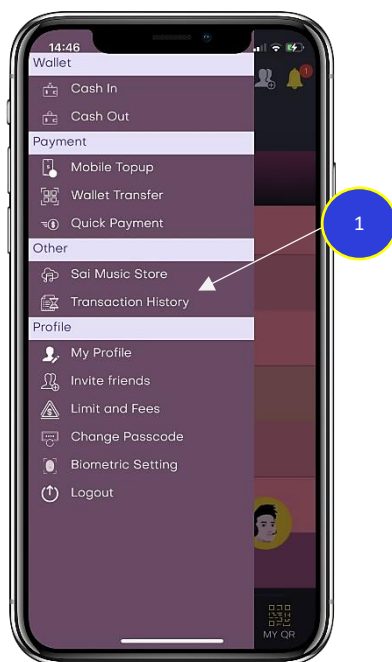 14:46
1
Wallet
Cash In
Cash Out
Payment
Mobile Topup
Wallet Transfer
Quick Payment
1
Other
Sai Music Store
Transaction History
Profile
My Profile
Invite friends
Limit and Fees
Change Passcode
Biometric Setting
Logout
MY QR